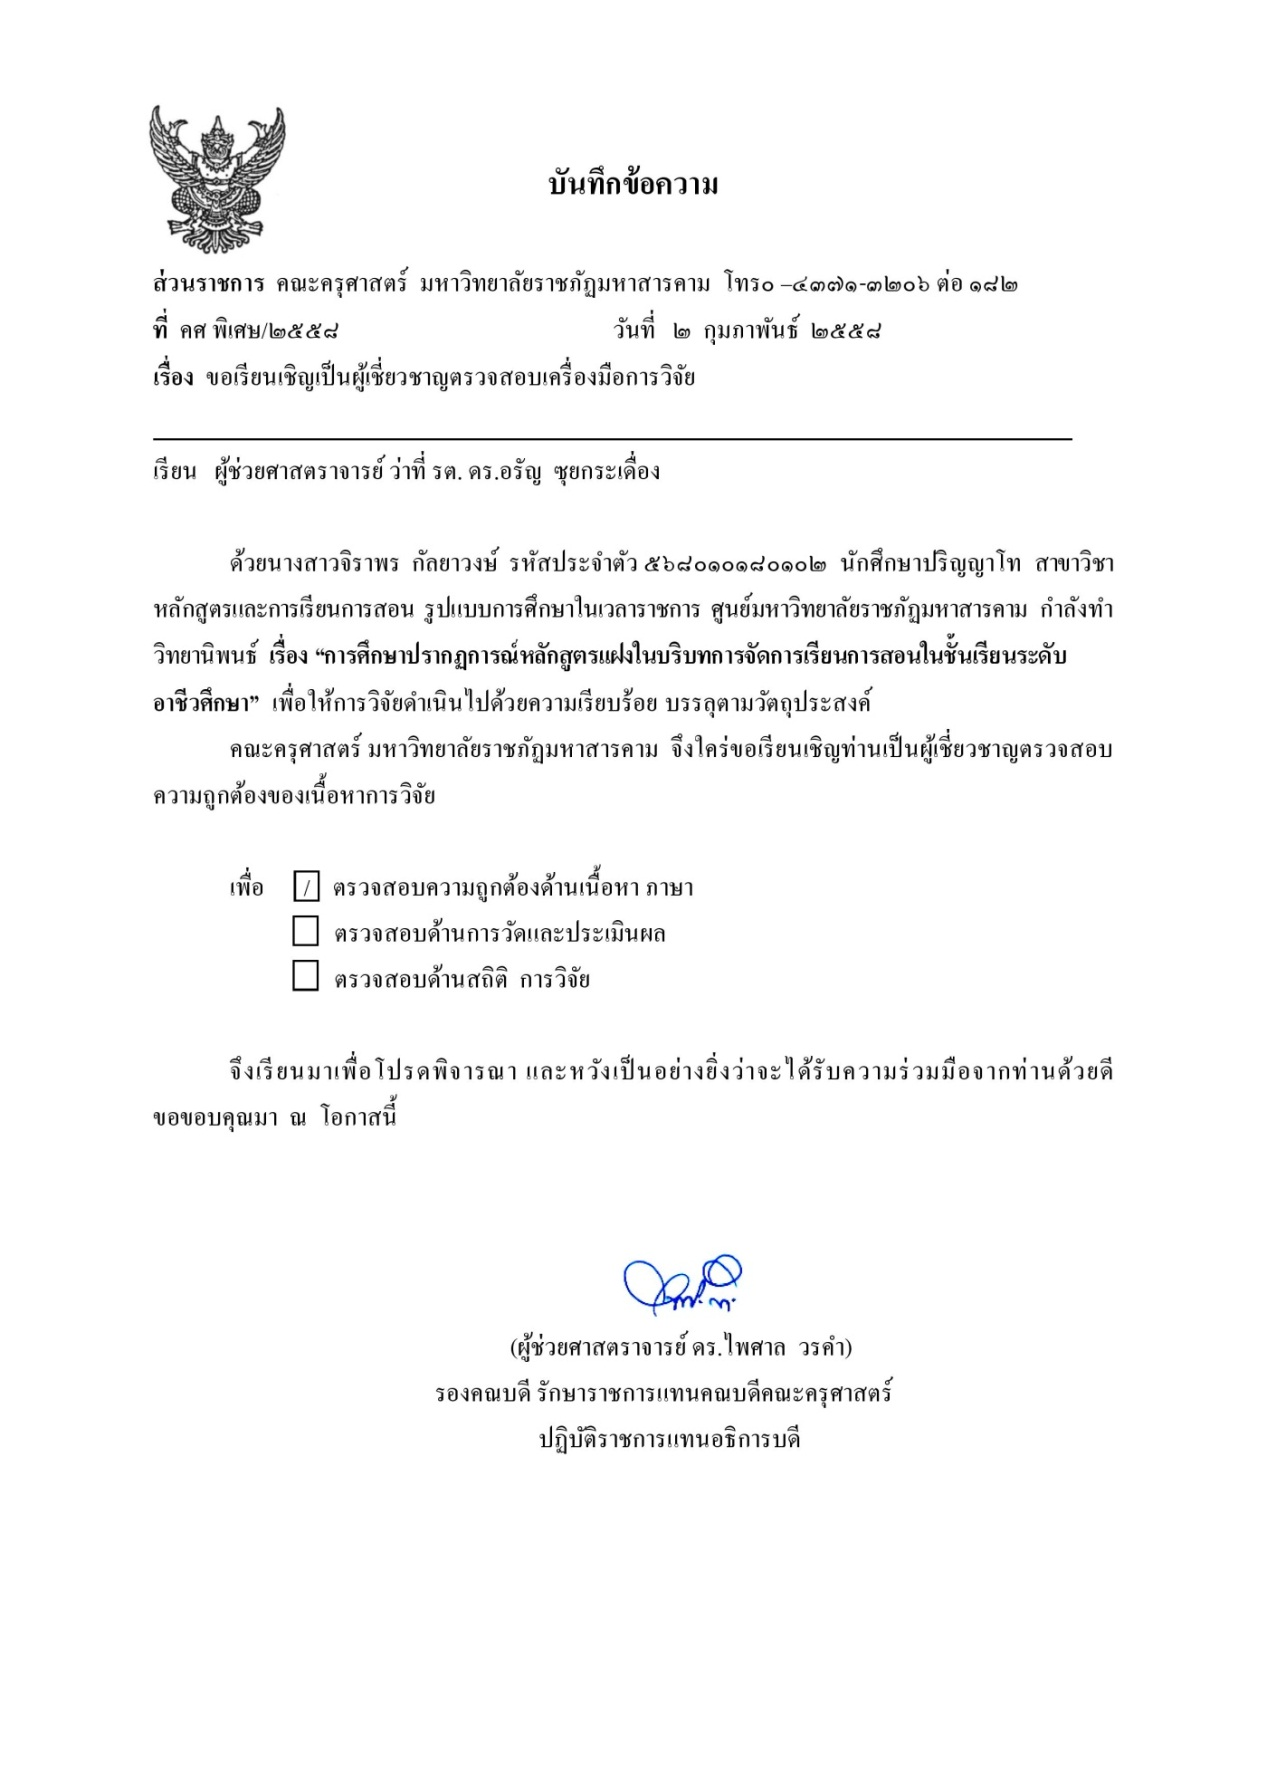 บันทึกข้อความ
ส่วนราชการ คณะครุศาสตร์ มหาวิทยาลัยราชภัฏมหาสารคาม โทร๐ –๔๓๗๑-๓๒๐๖ ต่อ ๑๘๒
ที่ คศ พิเศษ/๒๕๕๘ วันที่ ๒ กุมภาพันธ์ ๒๕๕๘
เรื่อง ขอเรียนเชิญเป็นผู้เชี่ยวชาญตรวจสอบเครื่องมือการวิจัย
เรียน ผู้ช่วยศาสตราจารย์ ว่าที่ รต. ดร.อรัญ ซุยกระเดื่อง
ด้วยนางสาวจิราพร กัลยาวงษ์ รหัสประจำตัว ๕๖๘๐๑๐๑๘๐๑๐๒ นักศึกษาปริญญาโท สาขาวิชา
หลักสูตรและการเรียนการสอน รูปแบบการศึกษาในเวลาราชการ ศูนย์มหาวิทยาลัยราชภัฏมหาสารคาม กำลังทำ
วิทยานิพนธ์ เรื่อง “การศึกษาปรากฏการณ์หลักสูตรแฝงในบริบทการจัดการเรียนการสอนในชั้นเรียนระดับ
อาชีวศึกษา” เพื่อให้การวิจัยดำเนินไปด้วยความเรียบร้อย บรรลุตามวัตถุประสงค์
คณะครุศาสตร์ มหาวิทยาลัยราชภัฏมหาสารคาม จึงใคร่ขอเรียนเชิญท่านเป็นผู้เชี่ยวชาญตรวจสอบ
ความถูกต้องของเนื้อหาการวิจัย
เพื่อ / ตรวจสอบความถูกต้องด้านเนื้อหา ภาษา
ตรวจสอบด้านการวัดและประเมินผล
ตรวจสอบด้านสถิติ การวิจัย
จึงเรียนมาเพื่อโปรดพิจารณา และหวังเป็นอย่างยิ่งว่าจะได้รับความร่วมมือจากท่านด้วยดี
ขอขอบคุณมา ณ โอกาสนี้
(ผู้ช่วยศาสตราจารย์ ดร.ไพศาล วรคำ)
รองคณบดี รักษาราชการแทนคณบดีคณะครุศาสตร์
ปฏิบัติราชการแทนอธิการบดี